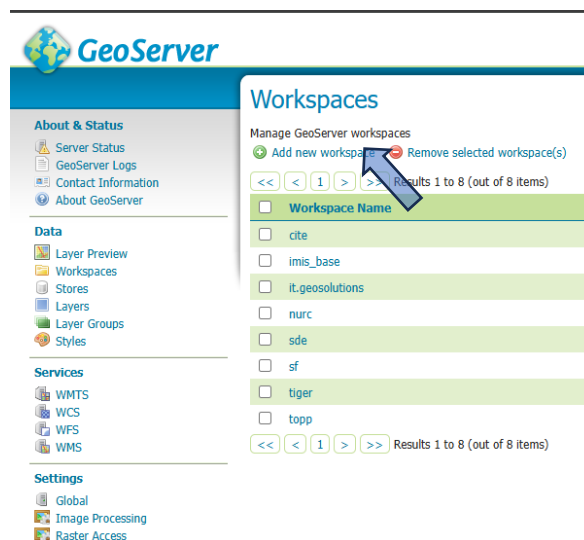 GeoServer
Workspaces
Manage GeoServer workspaces
Add new workspace Remove selected workspace(s)
<< < 1 > >> Results 1 to 8 (out of 8 items)
Workspace Name
cite
imis_base
it.geosolutions
nurc
sde
sf
tiger
topp
<< < 1 > >> Results 1 to 8 (out of 8 items)
About & Status
Server Status
GeoServer Logs
Contact Information
About GeoServer
Data
Layer Preview
Workspaces
Stores
Layers
Layer Groups
Styles
Services
WMTS
WCS
WFS
WMS
Settings
Global
Image Processing
Raster Access